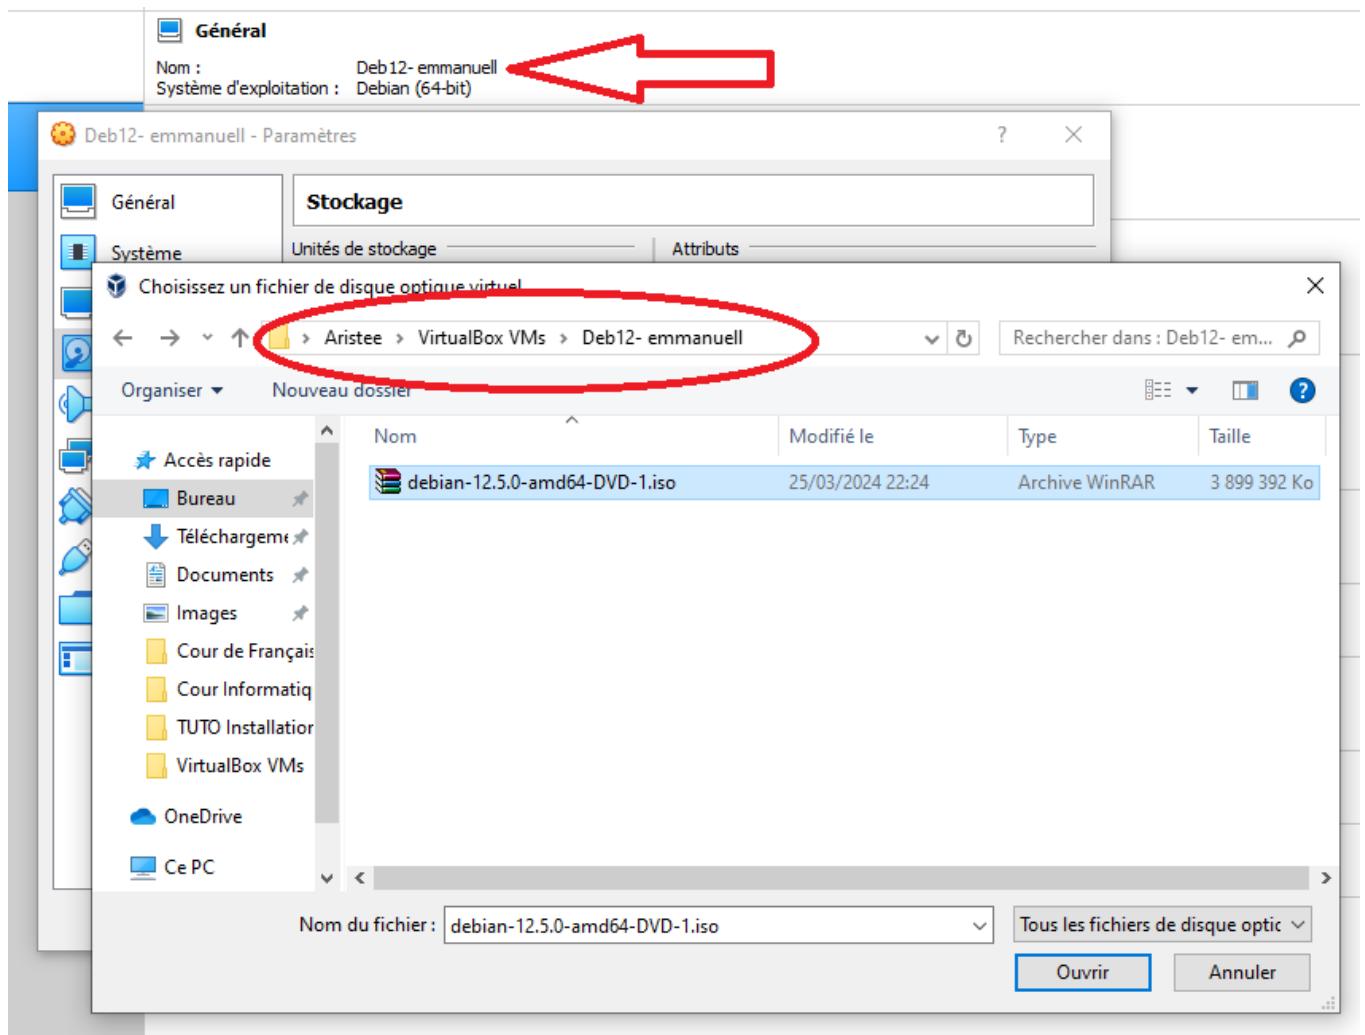 Général
Nom : Deb12- emmanuell
Système d'exploitation : Debian (64-bit)
Deb12- emmanuell - Paramètres ?
Général
Stockage
Système
Unités de stockage
Attributs
Choisissez un fichier de disque optique virtuel
› Aristee › VirtualBox VMs › Deb12- emmanuell
Rechercher dans : Deb12- em...
Organiser
Nouveau dossier
?
Nom Modifié le Type Taille
debian-12.5.0-amd64-DVD-1.iso 25/03/2024 22:24 Archive WinRAR 3 899 392 Ko
Accès rapide
Bureau
Téléchargeme
Documents
Images
Cour de Français
Cour Informatiq
TUTO Installation
VirtualBox VMs
OneDrive
Ce PC
Nom du fichier : debian-12.5.0-amd64-DVD-1.iso
Tous les fichiers de disque optic
Ouvrir
Annuler